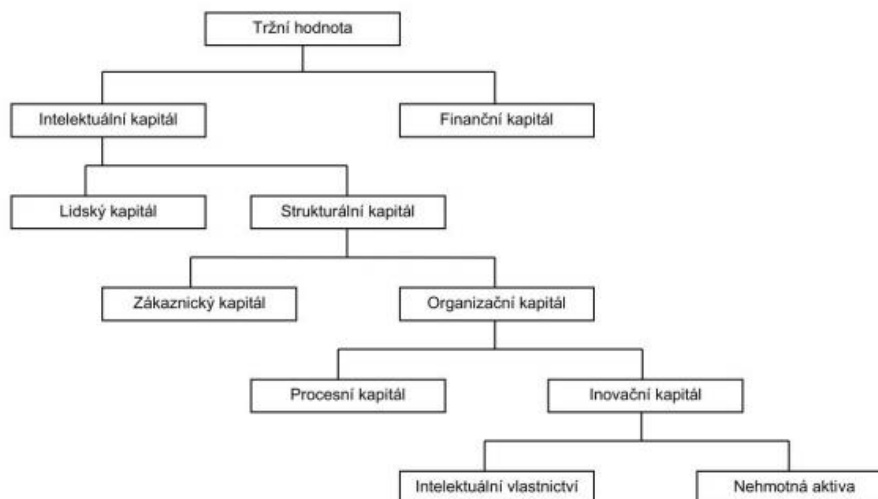 Tržní hodnota
Intelektuální kapitál
Finanční kapitál
Lidský kapitál
Strukturální kapitál
Zákaznický kapitál
Organizační kapitál
Procesní kapitál
Inovační kapitál
Intelektuální vlastnictví
Nehmotná aktiva